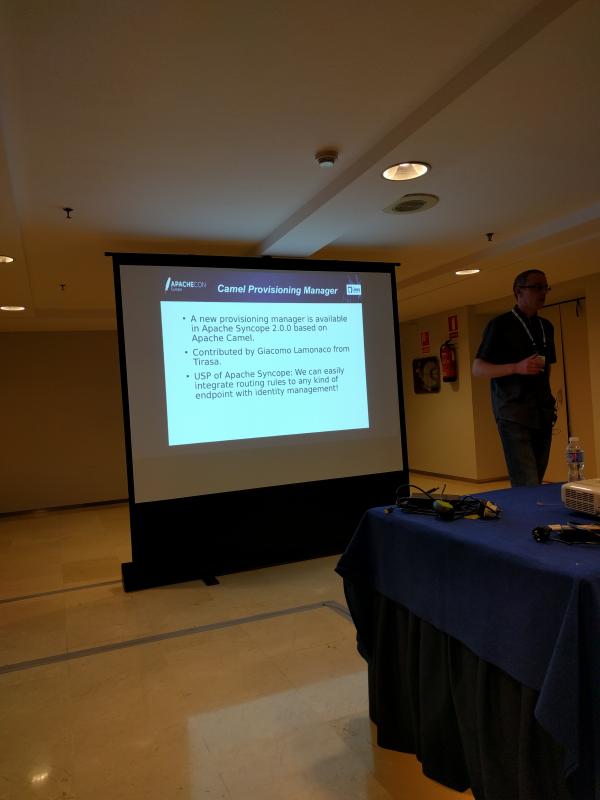 APACHECON
Camel Provisioning Manager
• A new provisioning manager is available
in Apache Syncope 2.0.0 based on
Apache Camel.
• Contributed by Giacomo Lamonaco from
Tirasa.
• USP of Apache Syncope: We can easily
integrate routing rules to any kind of
endpoint with identity management!